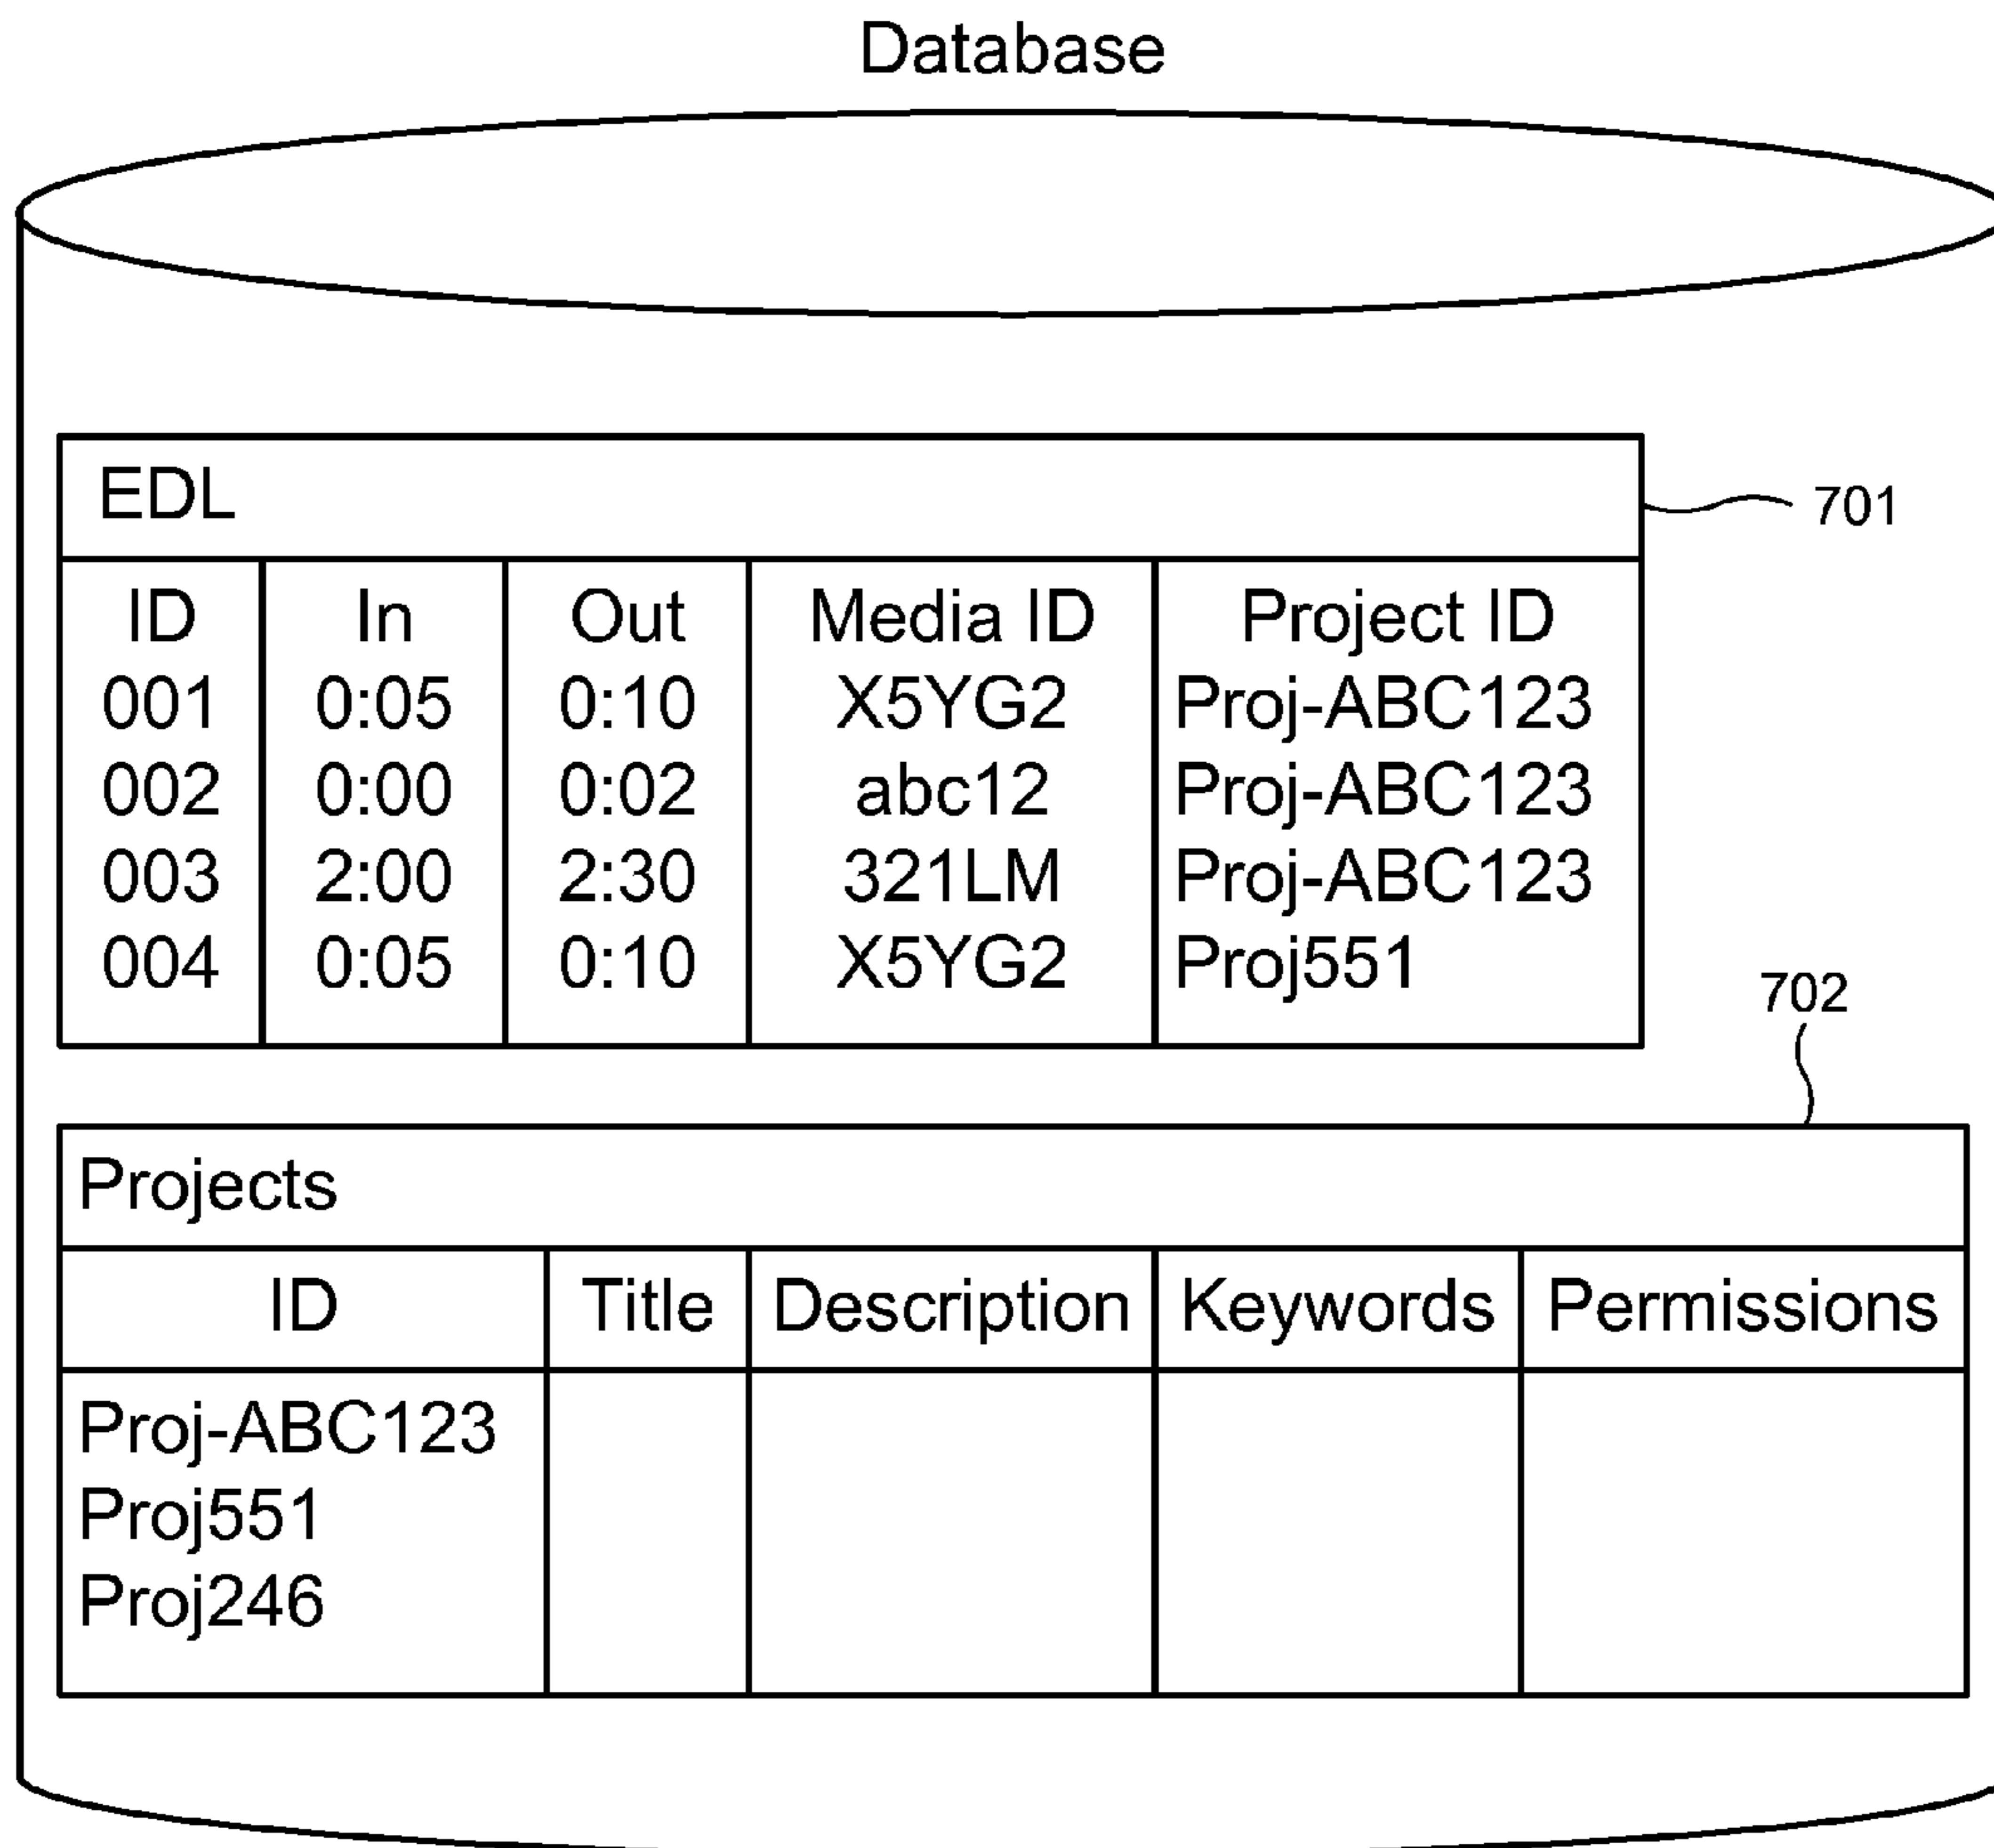 Database
EDL
701
ID In Out Media ID Project ID
001 0:05 0:10 X5YG2 Proj-ABC123
002 0:00 0:02 abc12 Proj-ABC123
003 2:00 2:30 321LM Proj-ABC123
004 0:05 0:10 X5YG2 Proj551
702
Projects
ID Title Description Keywords Permissions
Proj-ABC123
Proj551
Proj246